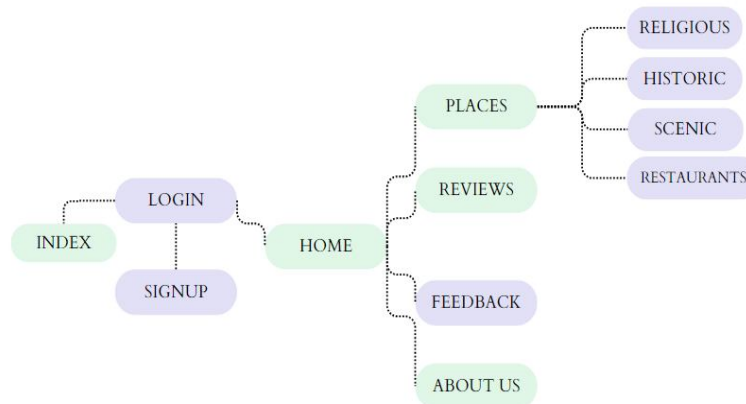 RELIGIOUS
HISTORIC
PLACES
SCENIC
RESTAURANTS
REVIEWS
LOGIN
INDEX
HOME
SIGNUP
FEEDBACK
ABOUT US